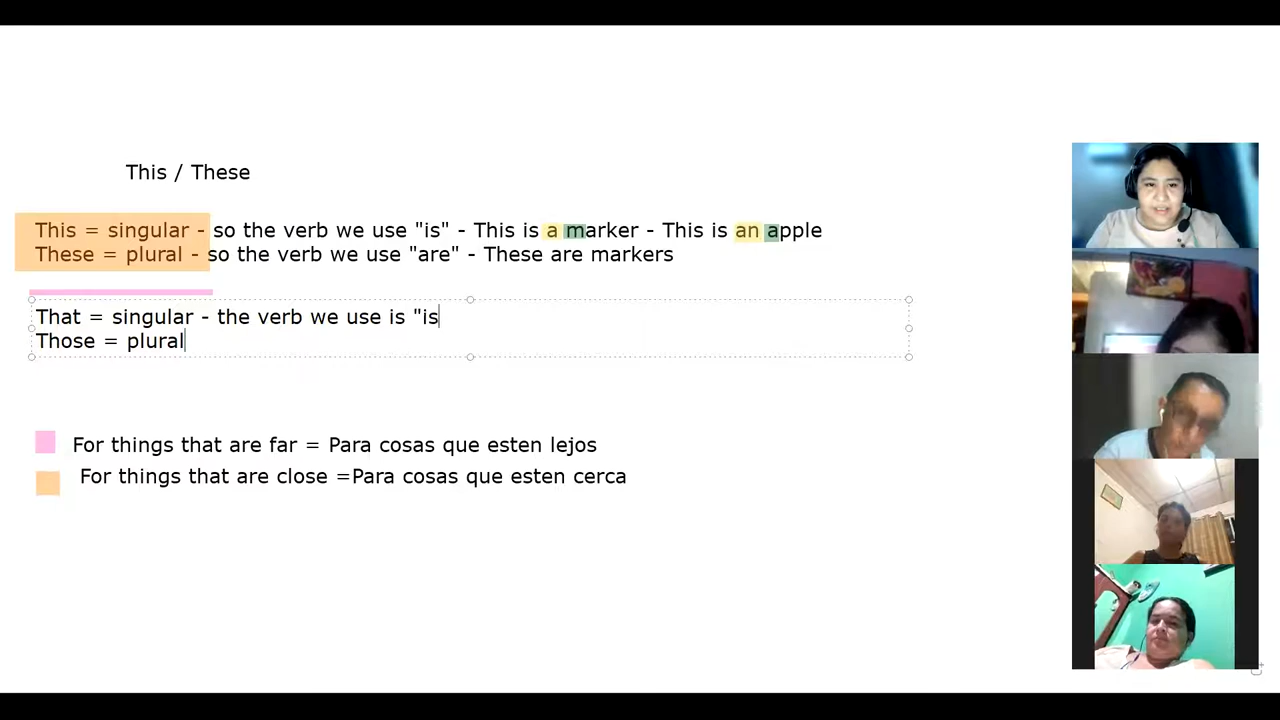 This / These
This = singular - so the verb we use "is" - This is a marker - This is an apple
These = plural - so the verb we use "are" - These are markers
That = singular - the verb we use is "is
Those = plural
For things that are far = Para cosas que esten lejos
For things that are close =Para cosas que esten cerca